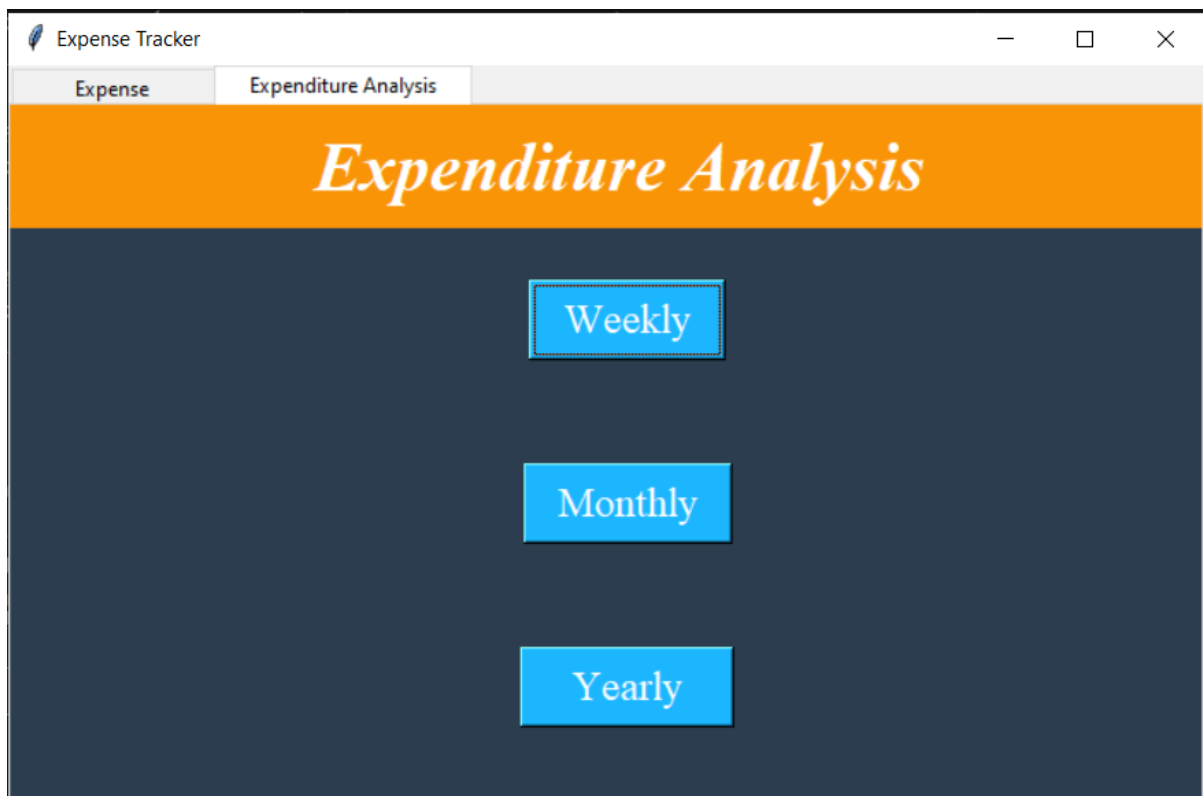 Expense Tracker
Expense Expenditure Analysis
Expenditure Analysis
Weekly
Monthly
Yearly